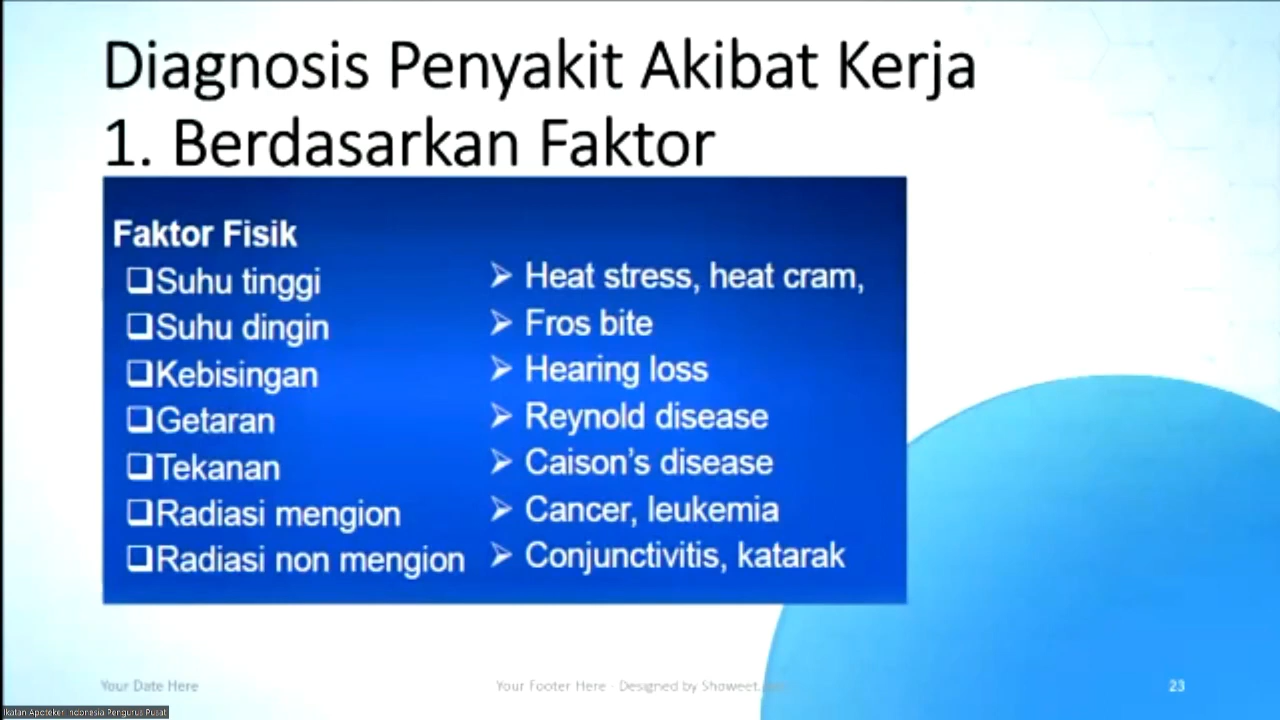 Diagnosis Penyakit Akibat Kerja
1. Berdasarkan Faktor
Faktor Fisik
Suhu tinggi
Suhu dingin
Kebisingan
Getaran
Tekanan
Radiasi mengion
Radiasi non mengion
Heat stress, heat cram,
Fros bite
Hearing loss
Reynold disease
Caison's disease
Cancer, leukemia
Conjunctivitis, katarak
Your Date Here
Your Footer Here - Designed by Showeet.
23
Ikatan Apoteker Indonesia Pengurus Pusat